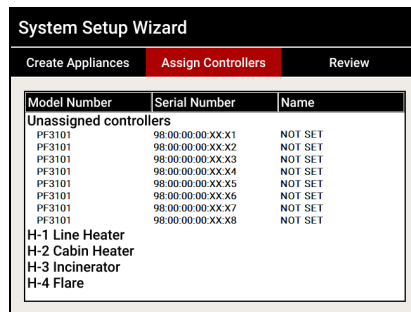 System Setup Wizard
Create Appliances Assign Controllers Review
Model Number Serial Number Name
Unassigned controllers
PF3101 98:00:00:00:XX:X1 NOT SET
PF3101 98:00:00:00:XX:X2 NOT SET
PF3101 98:00:00:00:XX:X3 NOT SET
PF3101 98:00:00:00:XX:X4 NOT SET
PF3101 98:00:00:00:XX:X5 NOT SET
PF3101 98:00:00:00:XX:X6 NOT SET
PF3101 98:00:00:00:XX:X7 NOT SET
PF3101 98:00:00:00:XX:X8 NOT SET
H-1 Line Heater
H-2 Cabin Heater
H-3 Incinerator
H-4 Flare